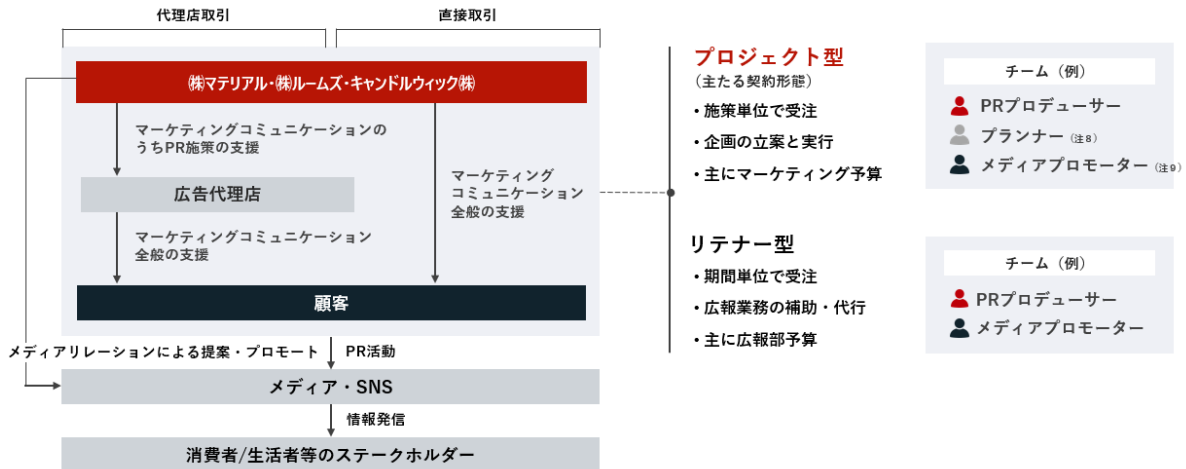 代理店取引
直接取引
㈱マテリアル・㈱ルームズ・キャンドルウィック㈱
マーケティングコミュニケーションの
うちPR施策の支援
広告代理店
マーケティングコミュニケーション
全般の支援
マーケティング
コミュニケーション
全般の支援
顧客
メディアリレーションによる提案・プロモート
PR活動
メディア・SNS
情報発信
消費者/生活者等のステークホルダー
プロジェクト型
(主たる契約形態)
・施策単位で受注
・企画の立案と実行
・主にマーケティング予算
チーム（例）
PRプロデューサー
プランナー（注8）
メディアプロモーター（注9）
リテナー型
・期間単位で受注
・広報業務の補助・代行
・主に広報部予算
チーム（例）
PRプロデューサー
メディアプロモーター